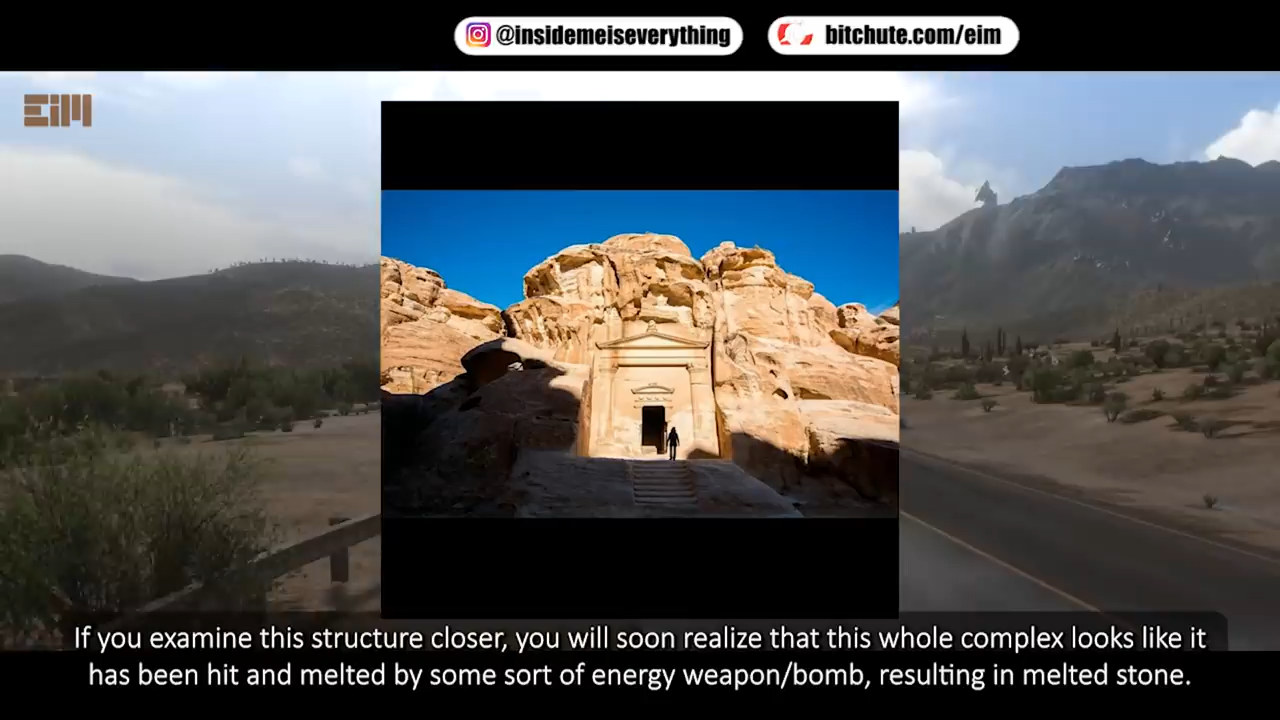 @insidemeiseverything
bitchute.com/eim
EIM
If you examine this structure closer, you will soon realize that this whole complex looks like it
has been hit and melted by some sort of energy weapon/bomb, resulting in melted stone.